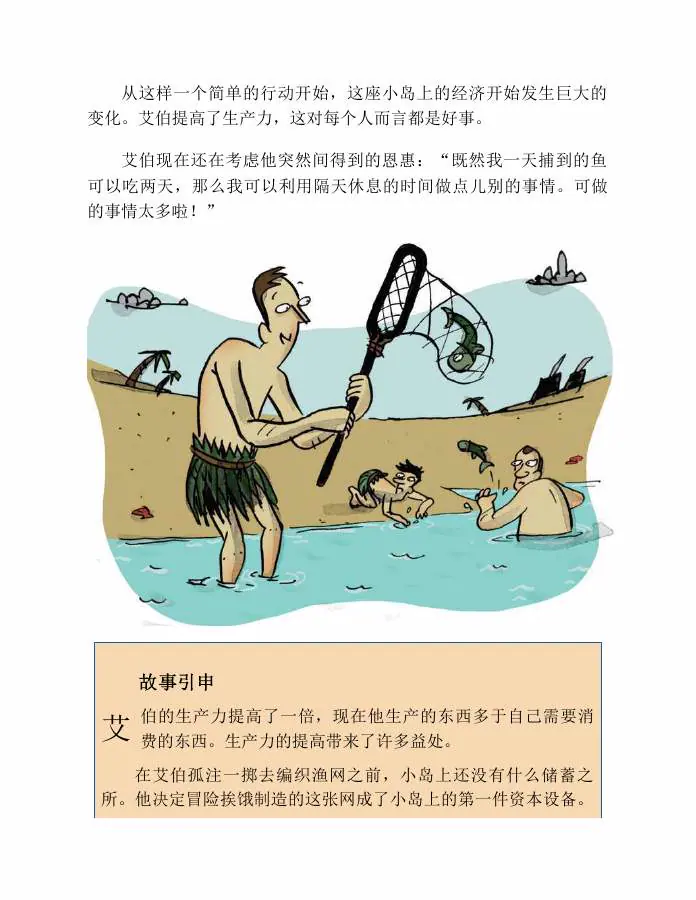 从这样一个简单的行动开始，这座小岛上的经济开始发生巨大的
变化。艾伯提高了生产力，这对每个人而言都是好事。
艾伯现在还在考虑他突然间得到的恩惠：“既然我一天捕到的鱼
可以吃两天，那么我可以利用隔天休息的时间做点儿别的事情。可做
的事情太多啦！”
故事引申
艾伯的生产力提高了一倍，现在他生产的东西多于自己需要消
费的东西。生产力的提高带来了许多益处。
在艾伯孤注一掷去编织渔网之前，小岛上还没有什么储蓄之
所。他决定冒险挨饿制造的这张网成了小岛上的第一件资本设备。